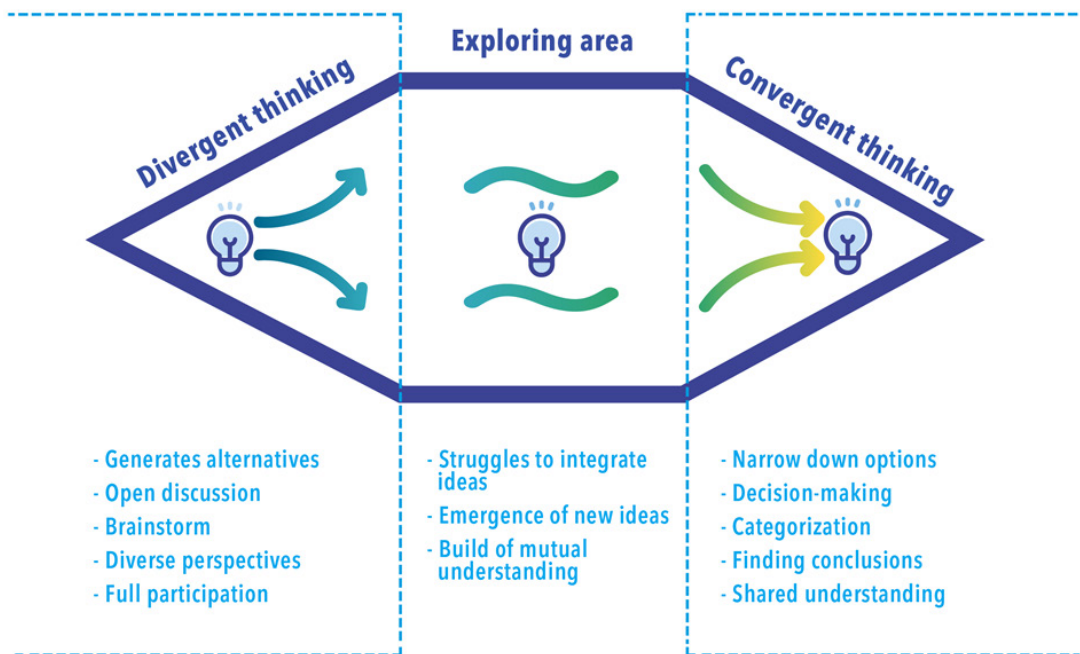 Exploring area
Divergent thinking
Convergent thinking
- Generates alternatives
- Open discussion
- Brainstorm
- Diverse perspectives
- Full participation
- Struggles to integrate
ideas
- Emergence of new ideas
- Build of mutual
understanding
- Narrow down options
- Decision-making
- Categorization
- Finding conclusions
- Shared understanding